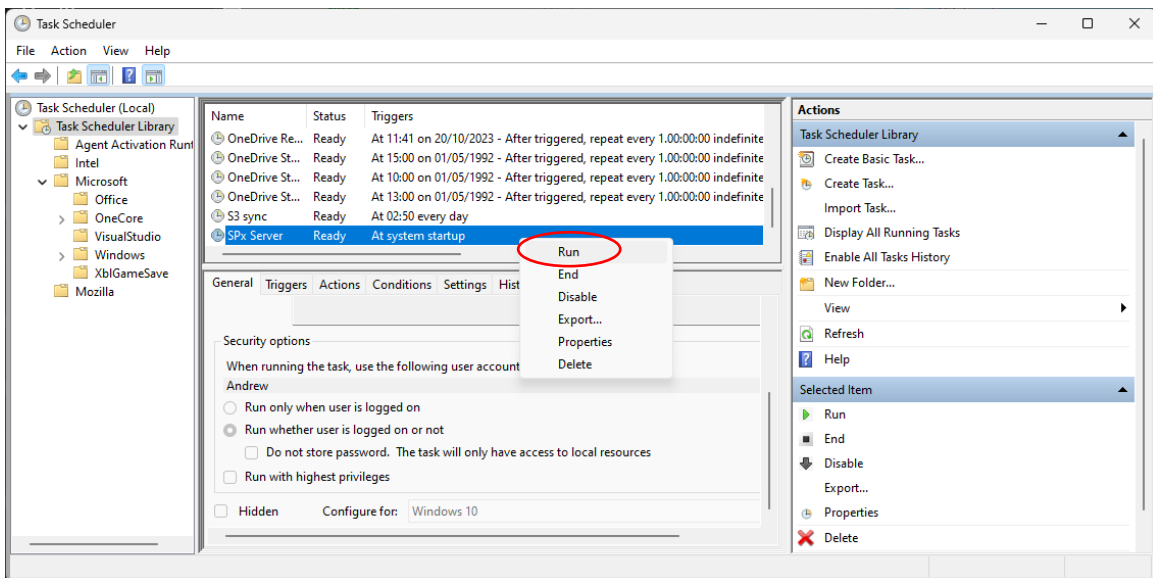 Task Scheduler
File Action View Help
Task Scheduler (Local)
Task Scheduler Library
Agent Activation Runt
Intel
Microsoft
Office
OneCore
VisualStudio
Windows
XblGameSave
Mozilla
Name Status Triggers
OneDrive Re... Ready At 11:41 on 20/10/2023 - After triggered, repeat every 1.00:00:00 indefinite
OneDrive St... Ready At 15:00 on 01/05/1992 - After triggered, repeat every 1.00:00:00 indefinite
OneDrive St... Ready At 10:00 on 01/05/1992 - After triggered, repeat every 1.00:00:00 indefinite
OneDrive St... Ready At 13:00 on 01/05/1992 - After triggered, repeat every 1.00:00:00 indefinite
S3 sync Ready At 02:50 every day
SPx Server Ready At system startup
Run
End
Disable
Export...
Properties
Delete
General Triggers Actions Conditions Settings Hist
Security options
When running the task, use the following user account
Andrew
Run only when user is logged on
Run whether user is logged on or not
Do not store password. The task will only have access to local resources
Run with highest privileges
Hidden Configure for: Windows 10
Actions
Task Scheduler Library
Create Basic Task...
Create Task...
Import Task...
Display All Running Tasks
Enable All Tasks History
New Folder...
View
Refresh
Help
Selected Item
Run
End
Disable
Export...
Properties
Delete